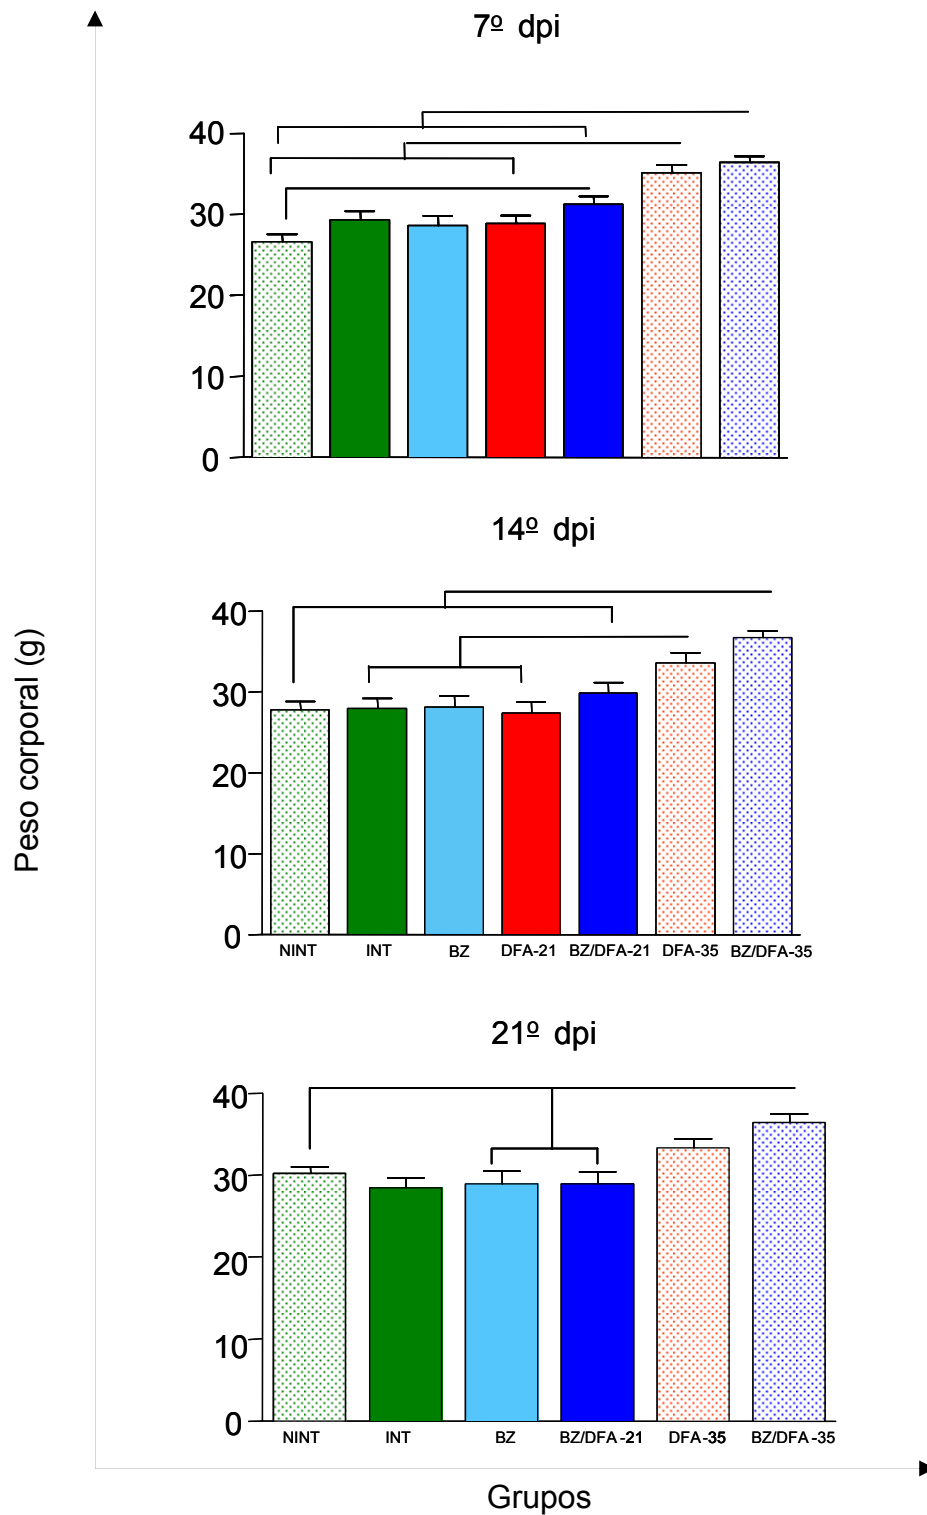 7º dpi
40
30
20
10
0
14º dpi
40
30
20
10
0
NINT INT BZ DFA-21 BZ/DFA-21 DFA-35 BZ/DFA-35
Peso corporal (g)
21º dpi
40
30
20
10
0
NINT INT BZ BZ/DFA-21 DFA-35 BZ/DFA-35
Grupos